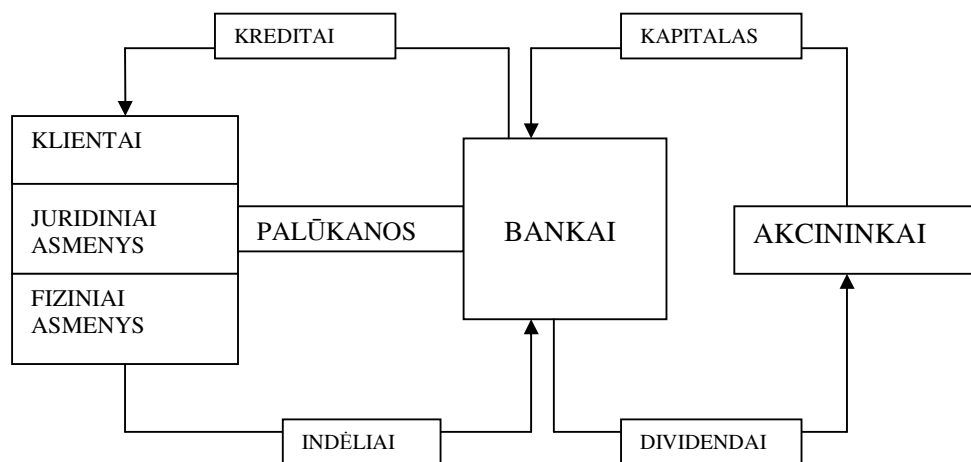 KREDITAI
KAPITALAS
KLIENTAI
JURIDINIAI
ASMENYS
PALŪKANOS
BANKAI
AKCININKAI
FIZINIAI
ASMENYS
INDĖLIAI
DIVIDENDAI